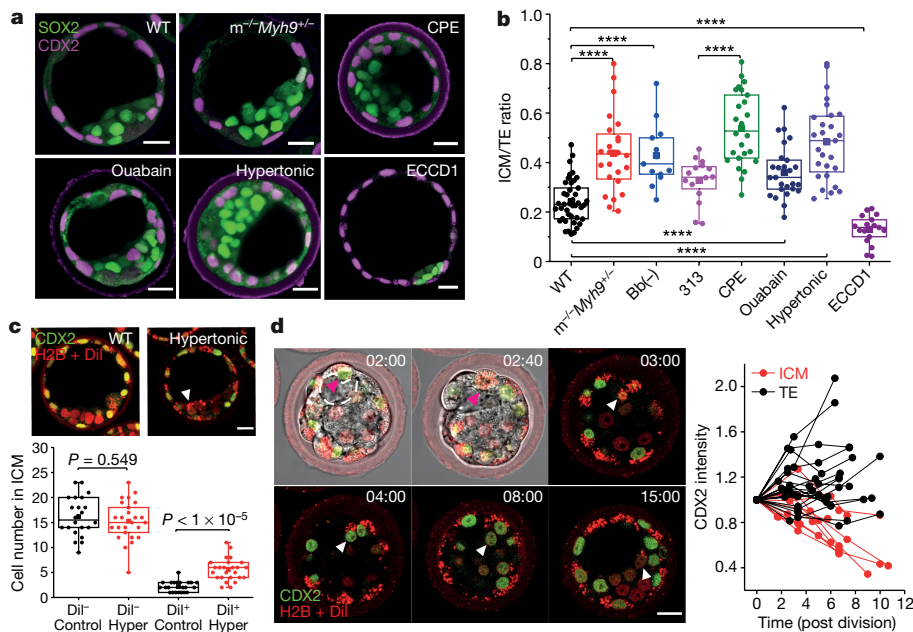 a
SOX2
CDX2
WT
m⁻/⁻Myh9⁺/⁻
CPE
Ouabain
Hypertonic
ECCD1
b
ICM/TE ratio
1.0
0.8
0.6
0.4
0.2
0
****
****
****
****
****
****
WT
m⁻/⁻Myh9⁺/⁻
Bb(–)
313
CPE
Ouabain
Hypertonic
ECCD1
c
CDX2
H2B + DiI
WT
Hypertonic
Cell number in ICM
30
25
20
15
10
5
0
P = 0.549
P < 1 × 10⁻⁵
DiI⁻ Control
DiI⁻ Hyper
DiI⁺ Control
DiI⁺ Hyper
d
02:00
02:40
03:00
04:00
08:00
15:00
CDX2
H2B + DiI
ICM
TE
CDX2 intensity
2.0
1.6
1.2
0.8
0.4
0 2 4 6 8 10 12
Time (post division)